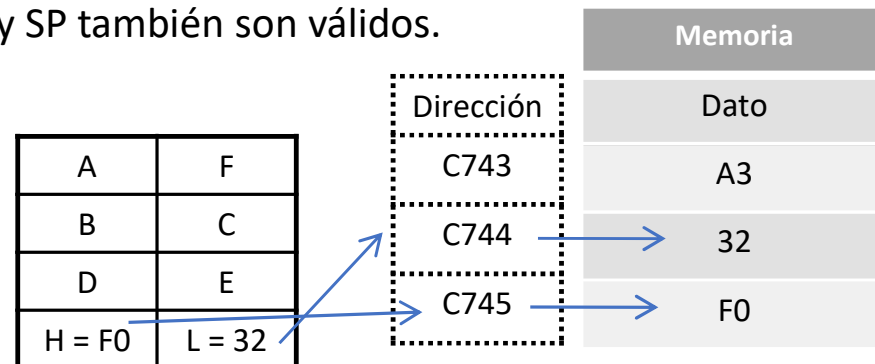 y SP también son válidos.
Memoria
Dirección Dato
A F C743 A3
B C C744 32
D E C745 F0
H = F0 L = 32